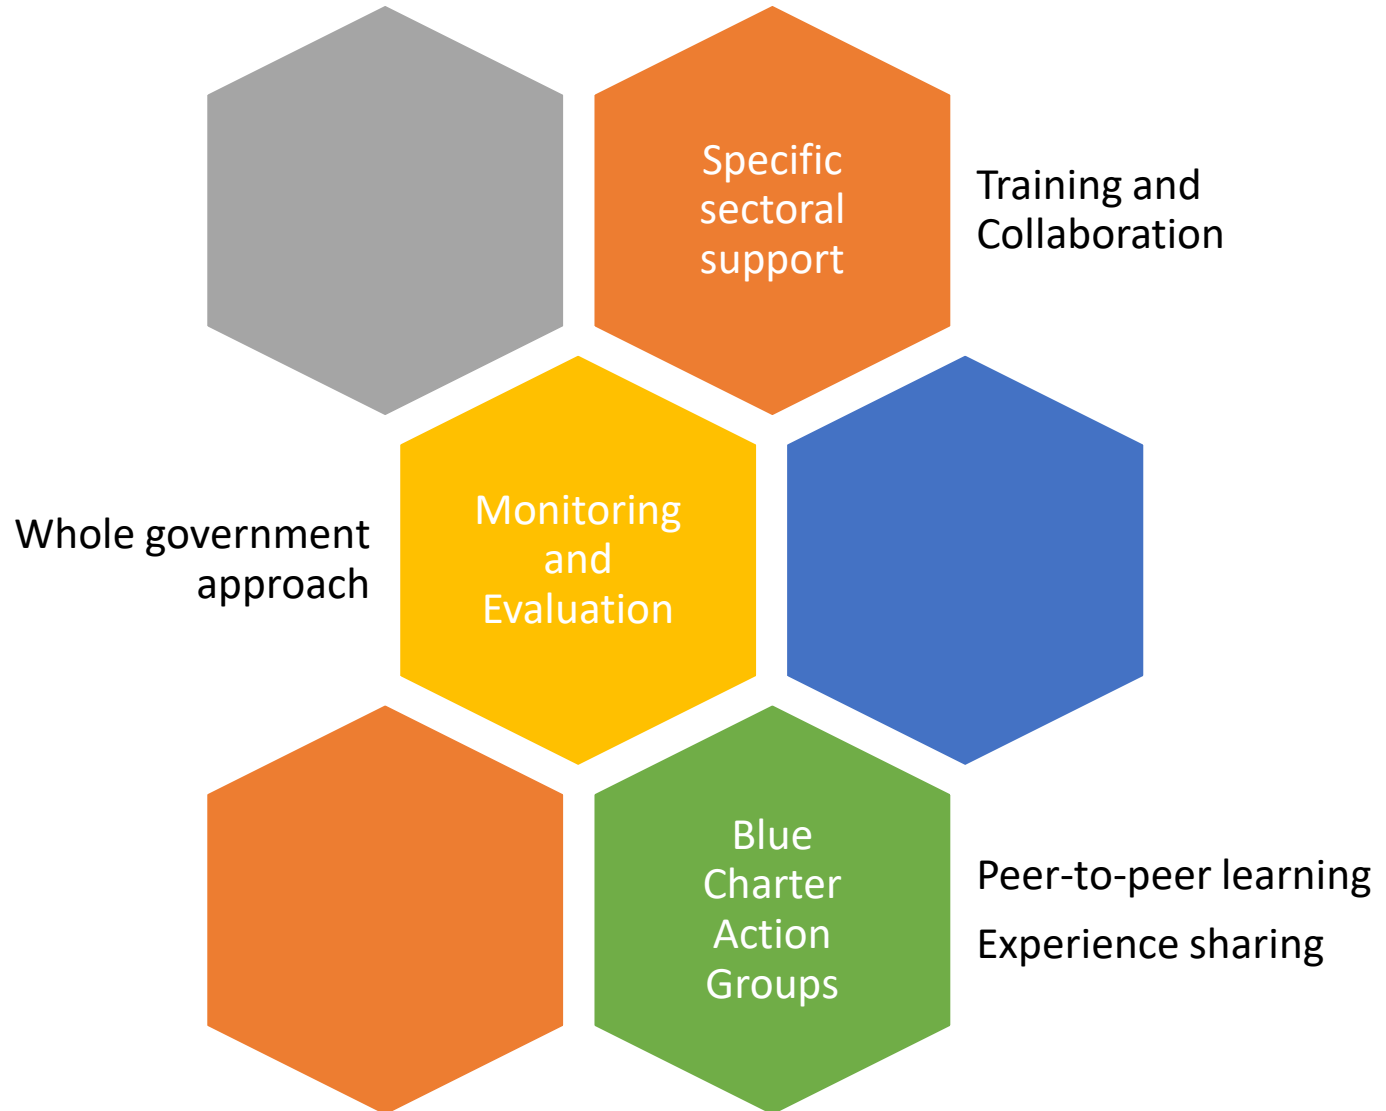 Specific
sectoral
support
Training and
Collaboration
Whole government
approach
Monitoring
and
Evaluation
Blue
Charter
Action
Groups
Peer-to-peer learning
Experience sharing